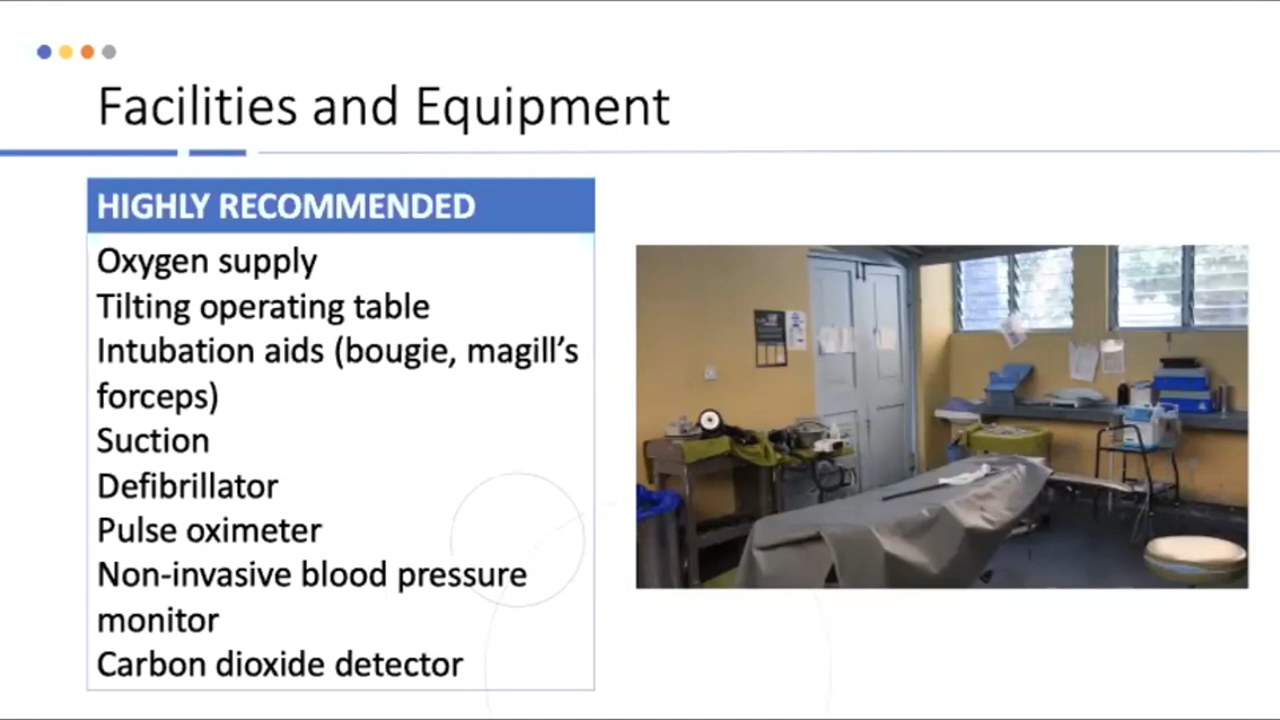 Facilities and Equipment
HIGHLY RECOMMENDED
Oxygen supply
Tilting operating table
Intubation aids (bougie, magill’s
forceps)
Suction
Defibrillator
Pulse oximeter
Non-invasive blood pressure
monitor
Carbon dioxide detector